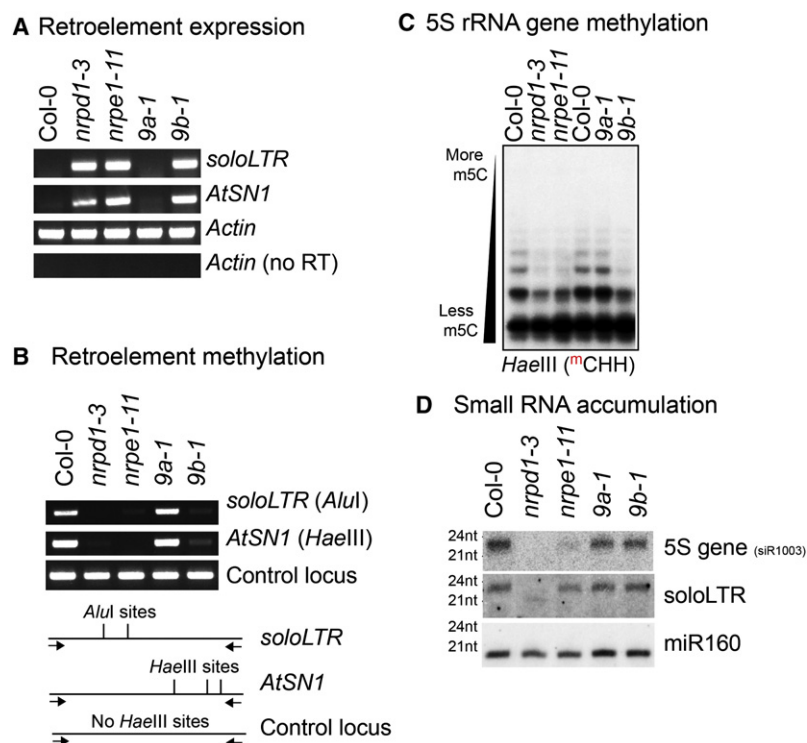 A Retroelement expression
Col-0 nrpd1-3 nrpe1-11 9a-1 9b-1
soloLTR
AtSN1
Actin
Actin (no RT)
B Retroelement methylation
Col-0 nrpd1-3 nrpe1-11 9a-1 9b-1
soloLTR (AluI)
AtSN1 (HaeIII)
Control locus
AluI sites
soloLTR
HaeIII sites
AtSN1
No HaeIII sites
Control locus
C 5S rRNA gene methylation
Col-0 nrpd1-3 nrpe1-11 Col-0 9a-1 9b-1
More
m5C
Less
m5C
HaeIII (mCHH)
D Small RNA accumulation
Col-0 nrpd1-3 nrpe1-11 9a-1 9b-1
24nt
21nt
5S gene (siR1003)
24nt
21nt
soloLTR
24nt
21nt
miR160